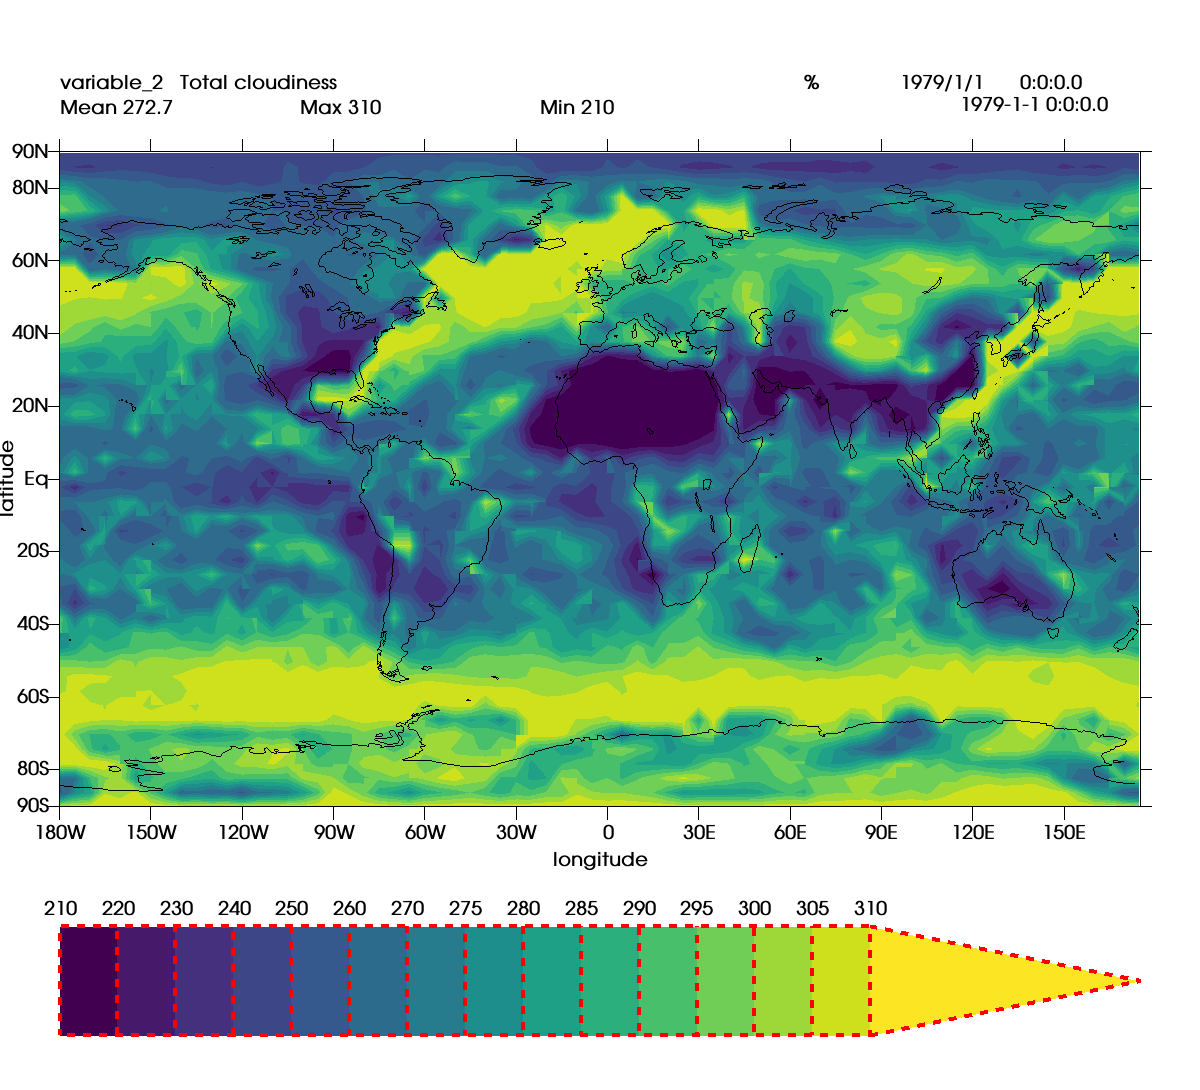 variable_2 Total cloudiness % 1979/1/1 0:0:0.0
Mean 272.7 Max 310 Min 210 1979-1-1 0:0:0.0
90N
80N
60N
40N
20N
Eq
20S
40S
60S
80S
90S
latitude
180W 150W 120W 90W 60W 30W 0 30E 60E 90E 120E 150E
longitude
210 220 230 240 250 260 270 275 280 285 290 295 300 305 310